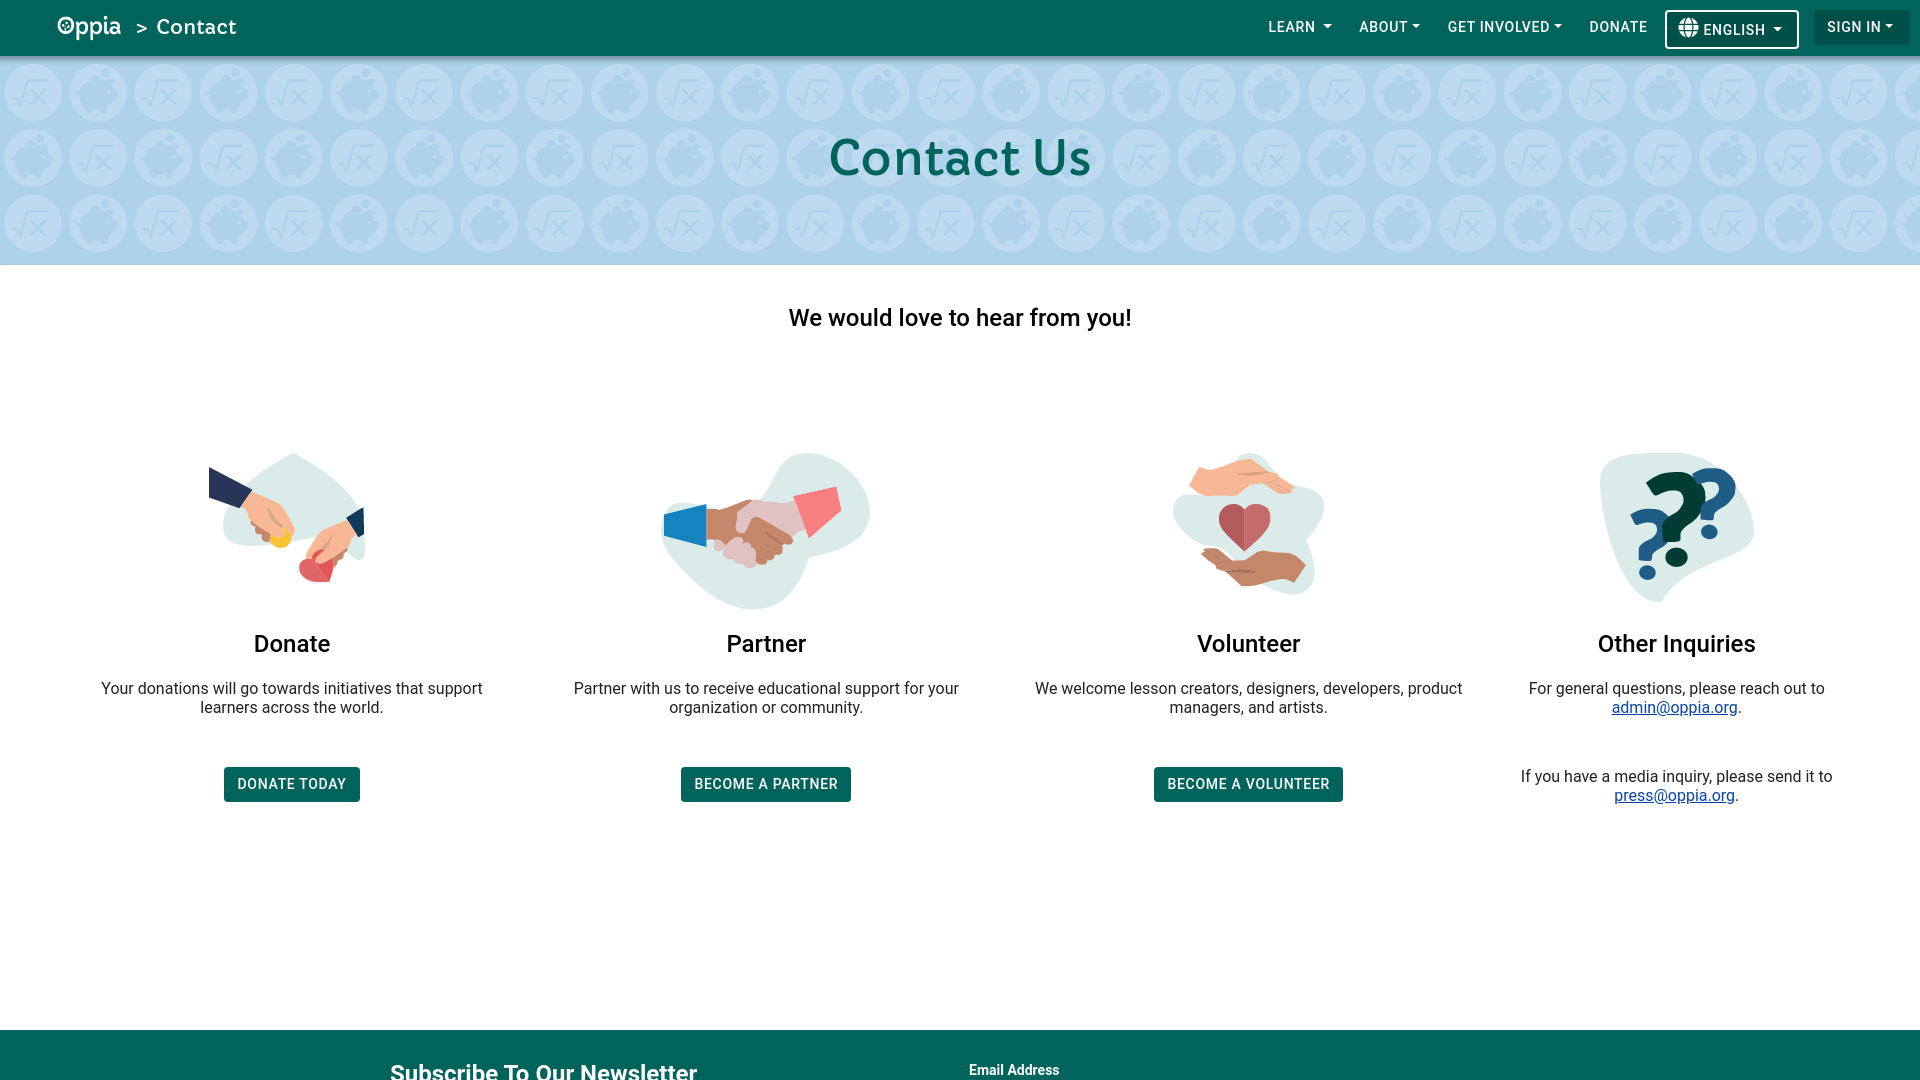 Oppia > Contact
LEARN ABOUT GET INVOLVED DONATE ENGLISH SIGN IN
Contact Us
We would love to hear from you!
Donate
Your donations will go towards initiatives that support
learners across the world.
DONATE TODAY
Partner
Partner with us to receive educational support for your
organization or community.
BECOME A PARTNER
Volunteer
We welcome lesson creators, designers, developers, product
managers, and artists.
BECOME A VOLUNTEER
Other Inquiries
For general questions, please reach out to
admin@oppia.org.
If you have a media inquiry, please send it to
press@oppia.org.
Subscribe To Our Newsletter
Email Address